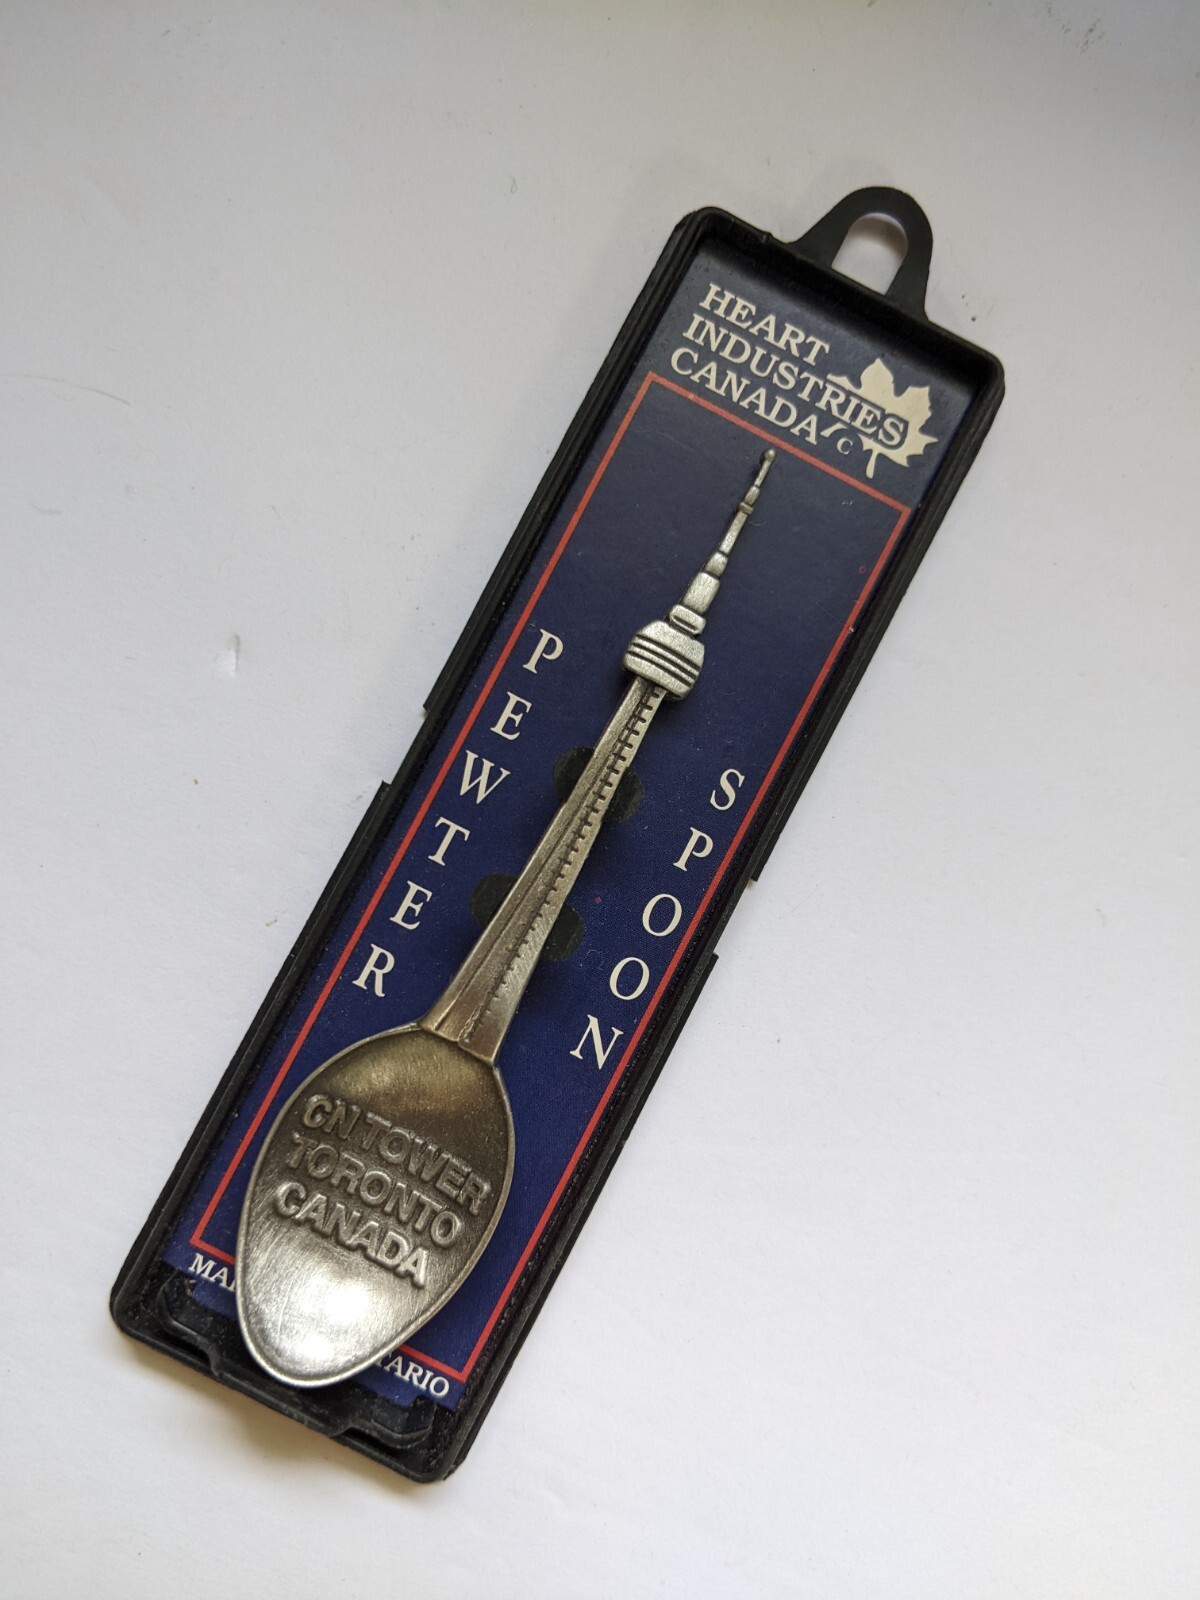 HEART
INDUSTRIES
CANADA
C
PEWTER
SPOON
CN TOWER
TORONTO
CANADA